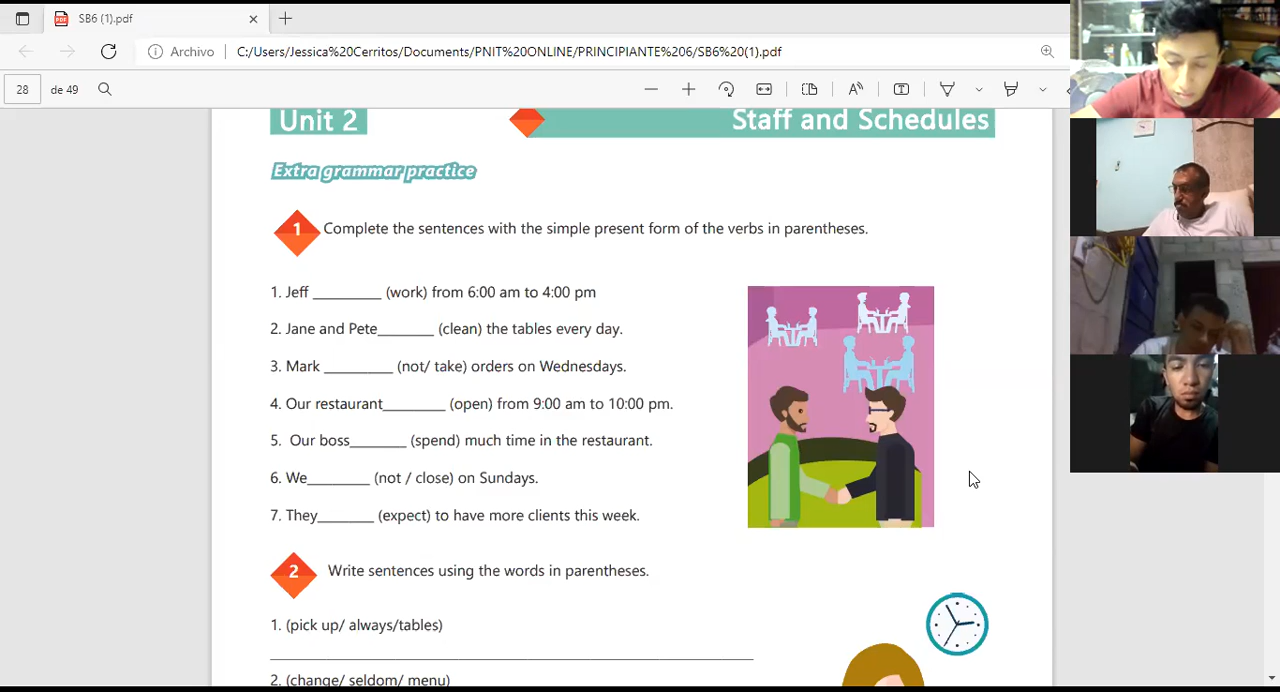 SB6 (1).pdf
Archivo
C:/Users/Jessica%20Cerritos/Documents/PNIT%20ONLINE/PRINCIPIANTE%206/SB6%20(1).pdf
28 de 49
Unit 2 Staff and Schedules
Extra grammar practice
1 Complete the sentences with the simple present form of the verbs in parentheses.
1. Jeff _________ (work) from 6:00 am to 4:00 pm
2. Jane and Pete_______ (clean) the tables every day.
3. Mark _________ (not/ take) orders on Wednesdays.
4. Our restaurant________ (open) from 9:00 am to 10:00 pm.
5. Our boss_______ (spend) much time in the restaurant.
6. We________ (not / close) on Sundays.
7. They_______ (expect) to have more clients this week.
2 Write sentences using the words in parentheses.
1. (pick up/ always/tables)
2. (change/ seldom/ menu)